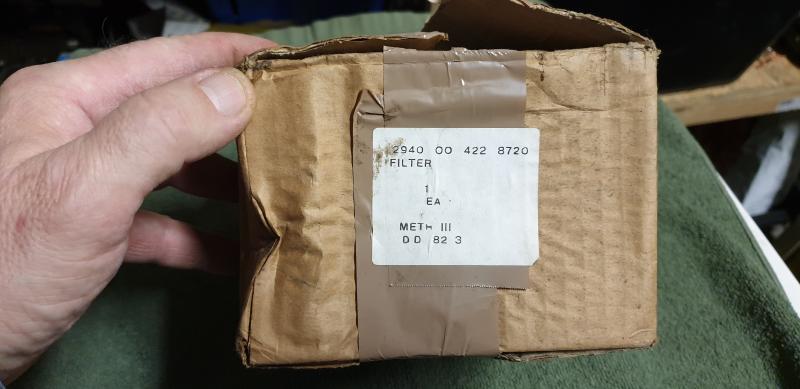 2940 00 422 8720
FILTER
1
EA
METH III
DD 82 3